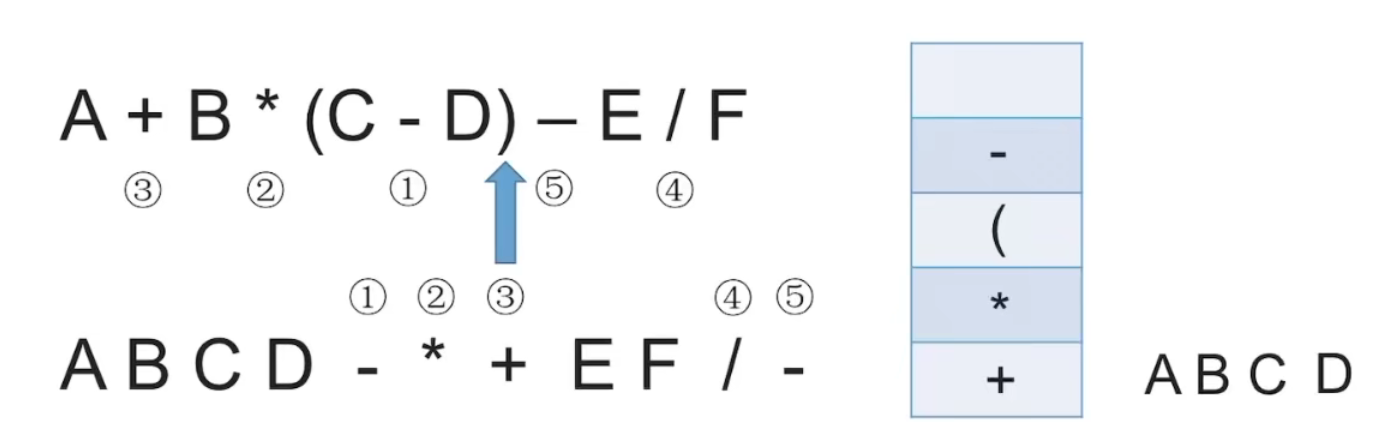 A + B * (C - D) – E / F
③ ② ① ⑤ ④
① ② ③ ④ ⑤
A B C D - * + E F / -
-
(
*
+
A B C D